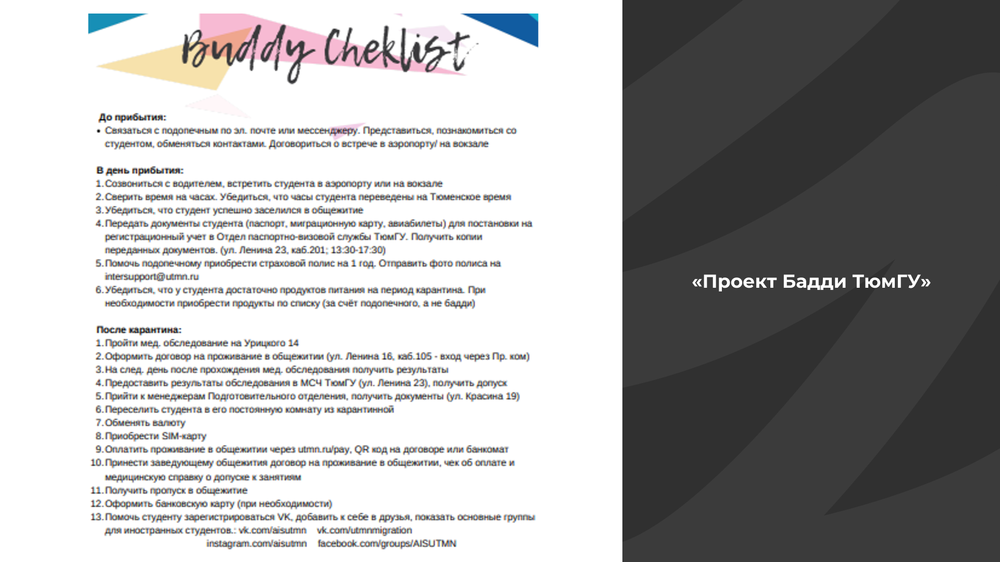 Buddy Cheklist
До прибытия:
• Связаться с подопечным по эл. почте или мессенджеру. Представиться, познакомиться со
студентом, обменяться контактами. Договориться о встрече в аэропорту/ на вокзале
В день прибытия:
1. Созвониться с водителем, встретить студента в аэропорту или на вокзале
2. Сверить время на часах. Убедиться, что часы студента переведены на Тюменское время
3. Убедиться, что студент успешно заселился в общежитие
4. Передать документы студента (паспорт, миграционную карту, авиабилеты) для постановки на
регистрационный учет в Отдел паспортно-визовой службы ТюмГУ. Получить копии
переданных документов. (ул. Ленина 23, каб.201; 13:30-17:30)
5. Помочь подопечному приобрести страховой полис на 1 год. Отправить фото полиса на
intersupport@utmn.ru
6. Убедиться, что у студента достаточно продуктов питания на период карантина. При
необходимости приобрести продукты по списку (за счёт подопечного, а не бадди)
После карантина:
1. Пройти мед. обследование на Урицкого 14
2. Оформить договор на проживание в общежитии (ул. Ленина 16, каб.105 - вход через Пр. ком)
3. На след. день после прохождения мед. обследования получить результаты
4. Предоставить результаты обследования в МСЧ ТюмГУ (ул. Ленина 23), получить допуск
5. Прийти к менеджерам Подготовительного отделения, получить документы (ул. Красина 19)
6. Переселить студента в его постоянную комнату из карантинной
7. Обменять валюту
8. Приобрести SIM-карту
9. Оплатить проживание в общежитии через utmn.ru/pay, QR код на договоре или банкомат
10. Принести заведующему общежития договор на проживание в общежитии, чек об оплате и
медицинскую справку о допуске к занятиям
11. Получить пропуск в общежитие
12. Оформить банковскую карту (при необходимости)
13. Помочь студенту зарегистрироваться VK, добавить к себе в друзья, показать основные группы
для иностранных студентов.: vk.com/aisutmn vk.com/utmnmigration
instagram.com/aisutmn facebook.com/groups/AISUTMN
«Проект Бадди ТюмГУ»